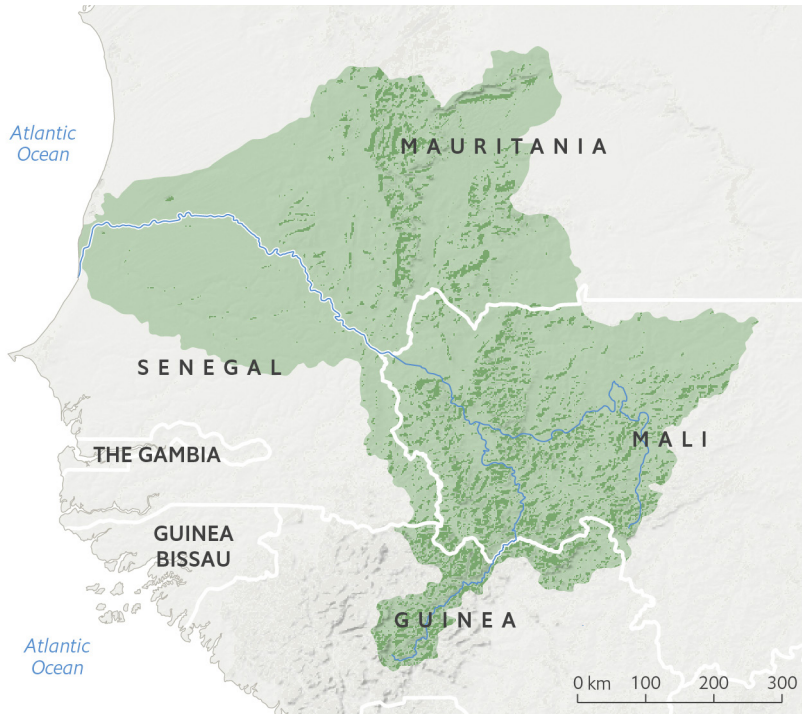 Atlantic
Ocean
MAURITANIA
SENEGAL
MALI
THE GAMBIA
GUINEA
BISSAU
GUINEA
Atlantic
Ocean
0 km 100 200 300